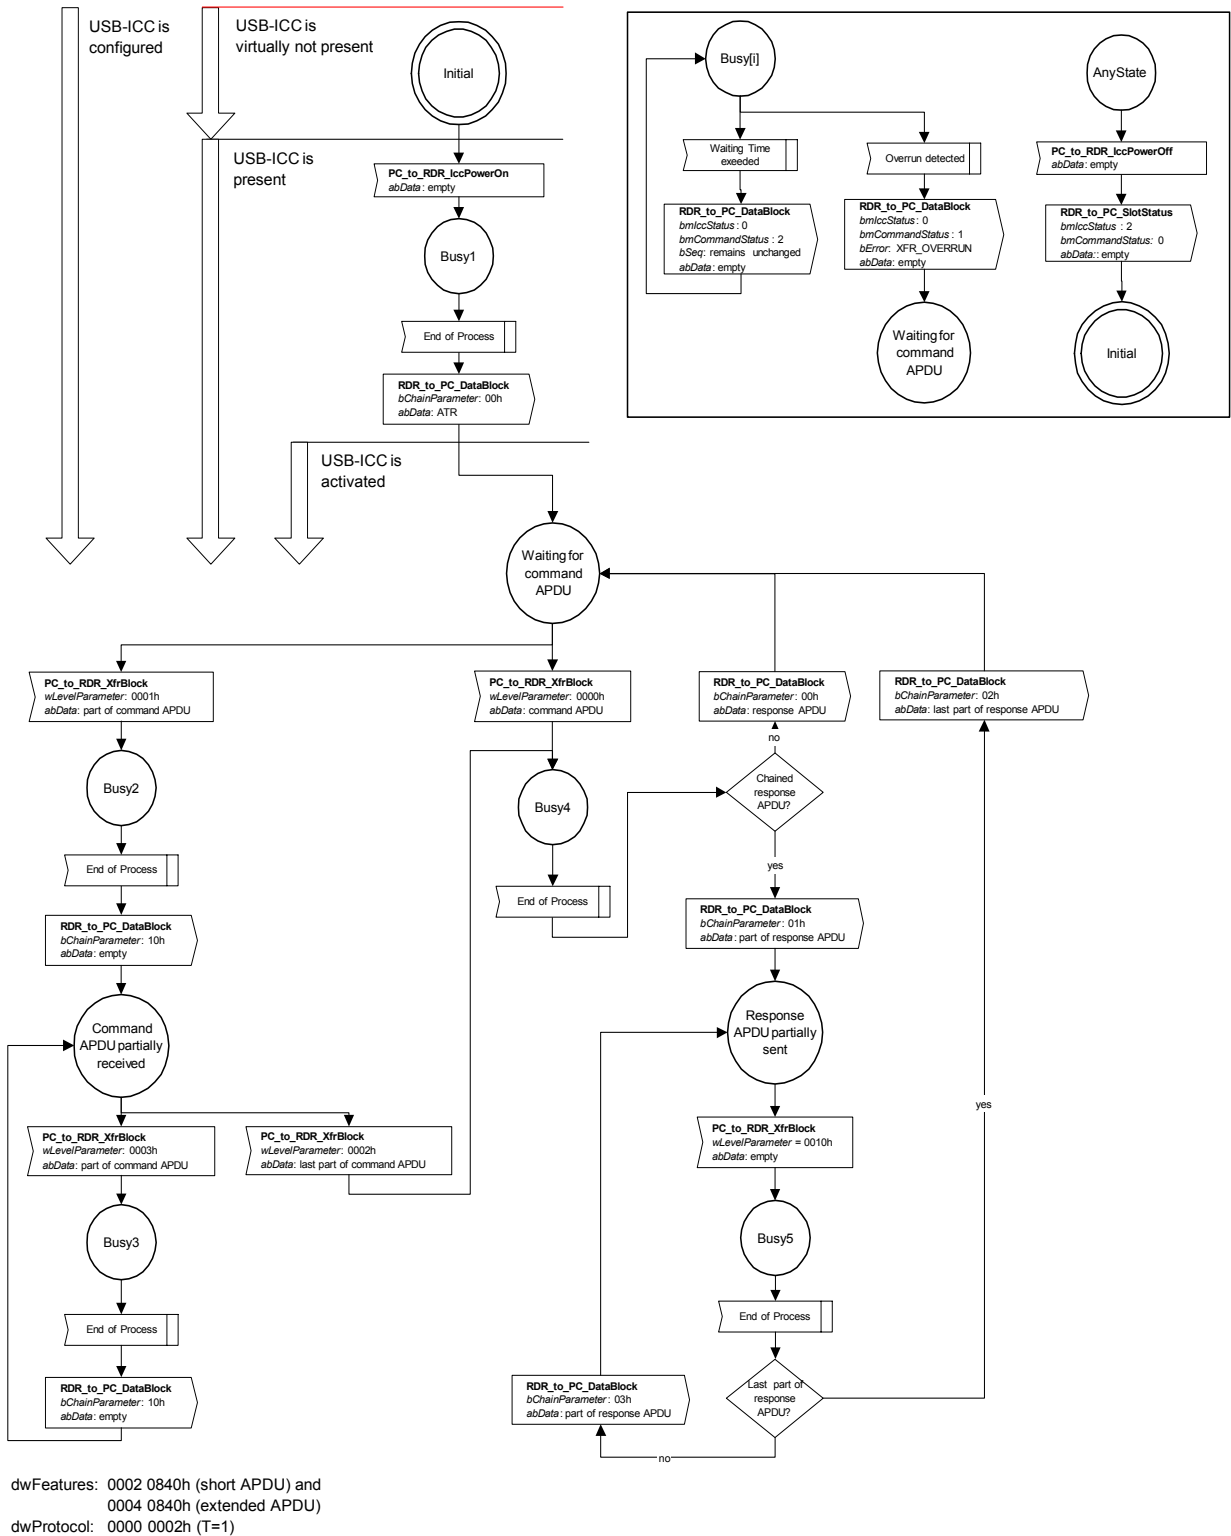 USB-ICC is
configured
USB-ICC is
virtually not present
Initial
USB-ICC is
present
PC_to_RDR_IccPowerOn
abData: empty
Busy1
End of Process
RDR_to_PC_DataBlock
bChainParameter: 00h
abData: ATR
USB-ICC is
activated
Busy[i]
Waiting Time
exeeded
RDR_to_PC_DataBlock
bmIccStatus: 0
bmCommandStatus: 2
bSeq: remains unchanged
abData: empty
Overrun detected
RDR_to_PC_DataBlock
bmIccStatus: 0
bmCommandStatus: 1
bError: XFR_OVERRUN
abData: empty
Waiting for
command
APDU
AnyState
PC_to_RDR_IccPowerOff
abData: empty
RDR_to_PC_SlotStatus
bmIccStatus: 2
bmCommandStatus: 0
abData:: empty
Initial
Waiting for
command
APDU
PC_to_RDR_XfrBlock
wLevelParameter: 0001h
abData: part of command APDU
Busy2
End of Process
RDR_to_PC_DataBlock
bChainParameter: 10h
abData: empty
Command
APDU partially
received
PC_to_RDR_XfrBlock
wLevelParameter: 0003h
abData: part of command APDU
PC_to_RDR_XfrBlock
wLevelParameter: 0002h
abData: last part of command APDU
Busy3
End of Process
RDR_to_PC_DataBlock
bChainParameter: 10h
abData: empty
PC_to_RDR_XfrBlock
wLevelParameter: 0000h
abData: command APDU
Busy4
End of Process
RDR_to_PC_DataBlock
bChainParameter: 00h
abData: response APDU
no
Chained
response
APDU?
yes
RDR_to_PC_DataBlock
bChainParameter: 01h
abData: part of response APDU
Response
APDU partially
sent
PC_to_RDR_XfrBlock
wLevelParameter = 0010h
abData: empty
Busy5
End of Process
Last part of
response
APDU?
no
RDR_to_PC_DataBlock
bChainParameter: 03h
abData: part of response APDU
yes
RDR_to_PC_DataBlock
bChainParameter: 02h
abData: last part of response APDU
dwFeatures: 0002 0840h (short APDU) and
0004 0840h (extended APDU)
dwProtocol: 0000 0002h (T=1)